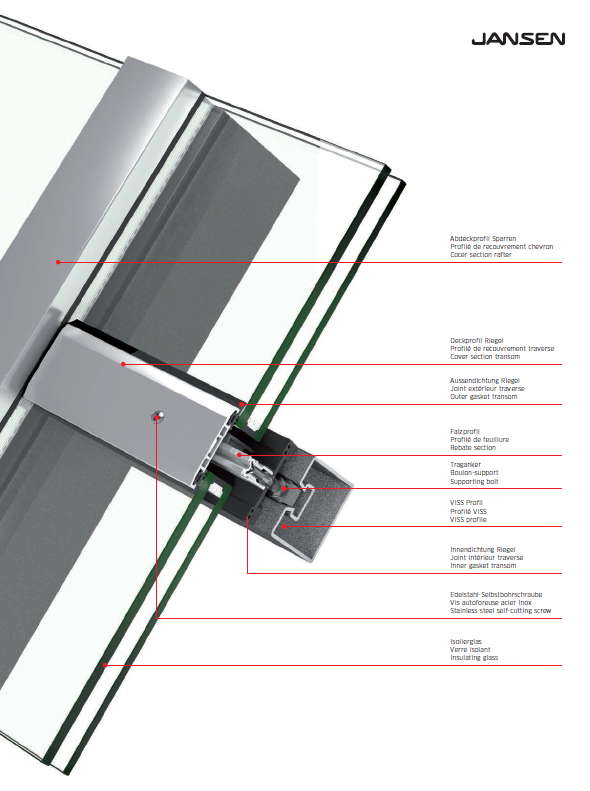 JANSEN
Abdeckprofil Sparren
Profilé de recouvrement chevron
Cocer section rafter
Deckprofil Riegel
Profilé de recouvrement traverse
Cover section transom
Aussendichtung Riegel
Joint extérieur traverse
Outer gasket transom
Falzprofil
Profilé de feuillure
Rebate section
Traganker
Boulon-support
Supporting bolt
VISS Profil
Profilé VISS
VISS profile
Innendichtung Riegel
Joint intérieur traverse
Inner gasket transom
Edelstahl-Selbstbohrschraube
Vis autoforeuse acier inox
Stainless steel self-cutting screw
Isolierglas
Verre isolant
Insulating glass